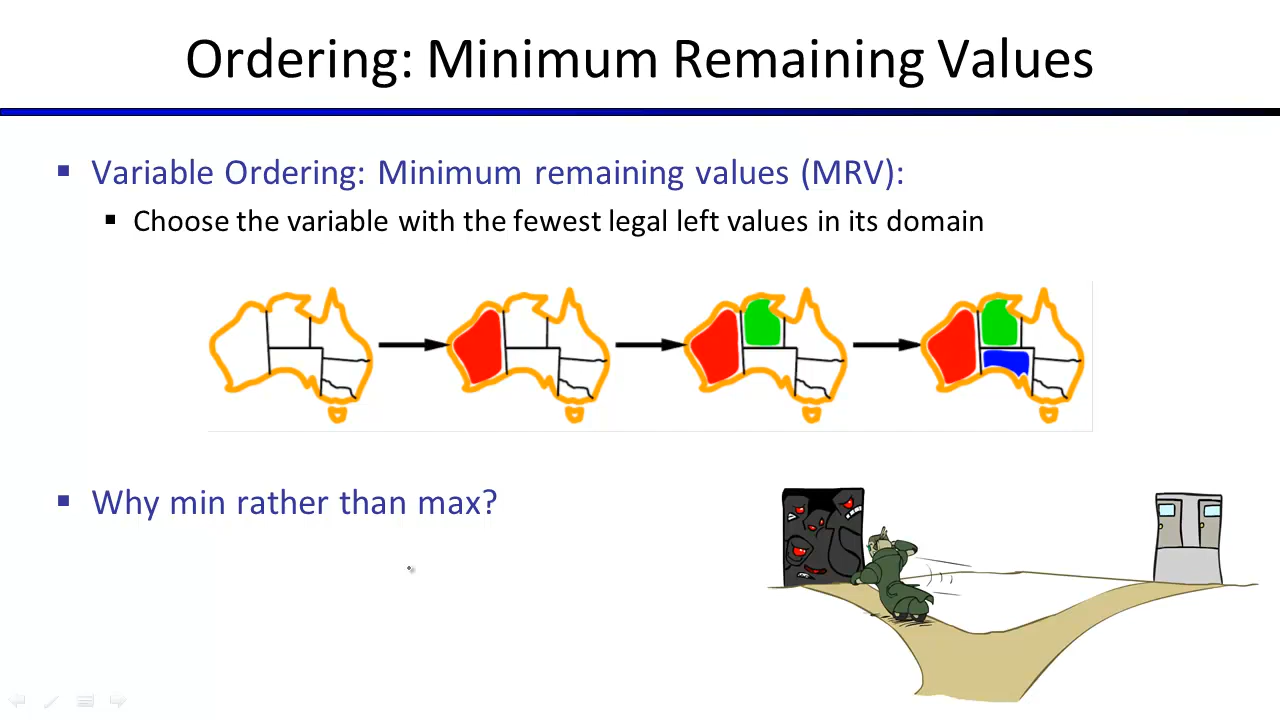 Ordering: Minimum Remaining Values
Variable Ordering: Minimum remaining values (MRV):
Choose the variable with the fewest legal left values in its domain
Why min rather than max?